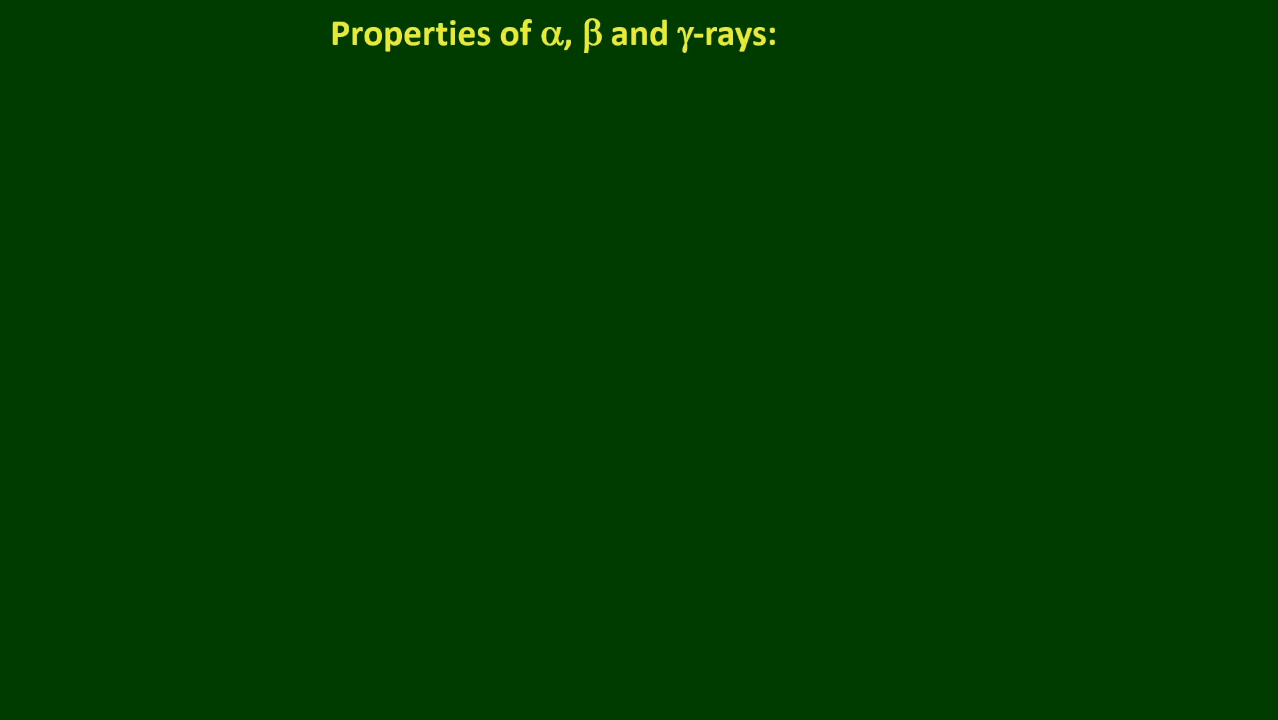 Properties of α, β and γ-rays: